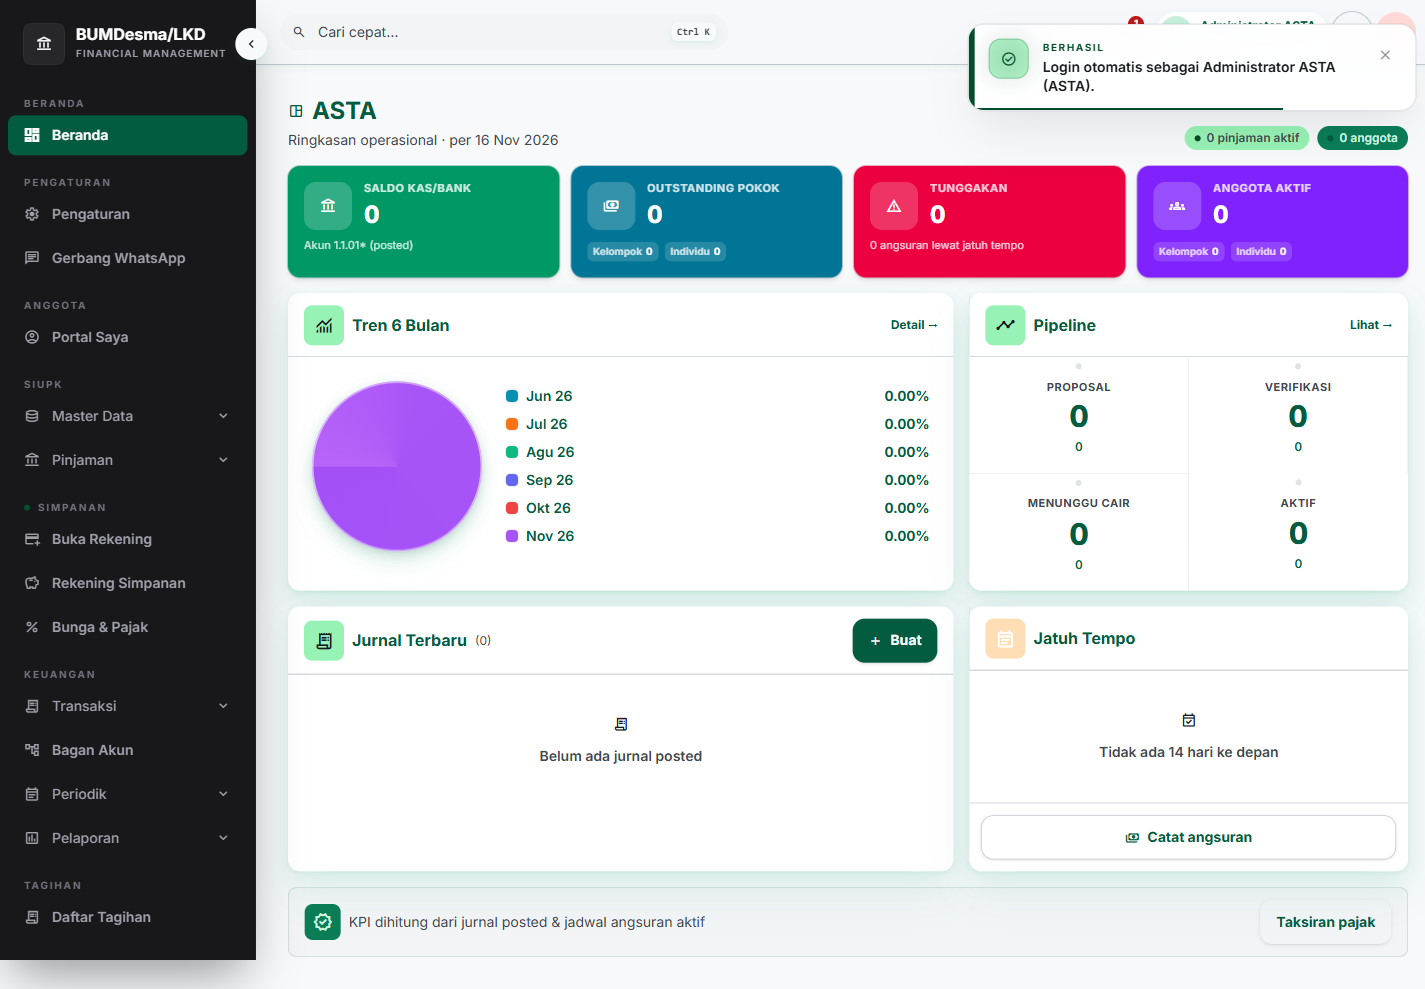 BUMDesma/LKD
FINANCIAL MANAGEMENT
BERANDA
Beranda
PENGATURAN
Pengaturan
Gerbang WhatsApp
ANGGOTA
Portal Saya
SIUPK
Master Data
Pinjaman
SIMPANAN
Buka Rekening
Rekening Simpanan
Bunga & Pajak
KEUANGAN
Transaksi
Bagan Akun
Periodik
Pelaporan
TAGIHAN
Daftar Tagihan
Cari cepat...
Ctrl K
1
Administrator ASTA
BERHASIL
Login otomatis sebagai Administrator ASTA
(ASTA).
ASTA
Ringkasan operasional · per 16 Nov 2026
0 pinjaman aktif
0 anggota
SALDO KAS/BANK
0
Akun 1.1.01* (posted)
OUTSTANDING POKOK
0
Kelompok 0
Individu 0
TUNGGAKAN
0
0 angsuran lewat jatuh tempo
ANGGOTA AKTIF
0
Kelompok 0
Individu 0
Tren 6 Bulan
Detail →
Jun 26 0.00%
Jul 26 0.00%
Agu 26 0.00%
Sep 26 0.00%
Okt 26 0.00%
Nov 26 0.00%
Pipeline
Lihat →
PROPOSAL
0
0
VERIFIKASI
0
0
MENUNGGU CAIR
0
0
AKTIF
0
0
Jurnal Terbaru (0)
+ Buat
Belum ada jurnal posted
Jatuh Tempo
Tidak ada 14 hari ke depan
Catat angsuran
KPI dihitung dari jurnal posted & jadwal angsuran aktif
Taksiran pajak